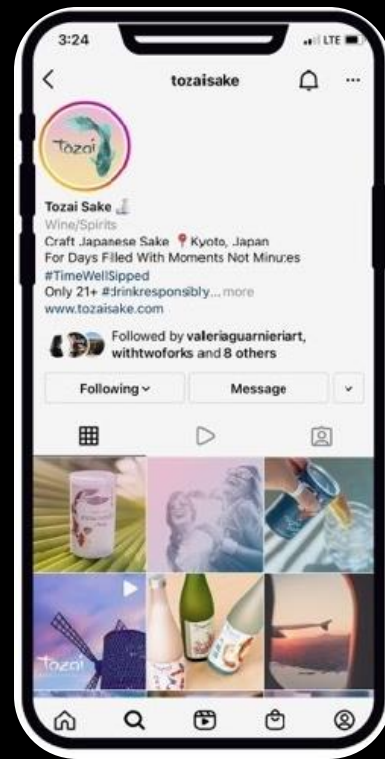 3:24
LTE
tozaisake
Tozai
Tozai Sake 🍶
Wine/Spirits
Craft Japanese Sake 📍 Kyoto, Japan
For Days Filled With Moments Not Minutes
#TimeWellSipped
Only 21+ #drinkresponsibly... more
www.tozaisake.com
Followed by valeriaguarnieriart,
withtwoforks and 8 others
Following
Message
Tozai